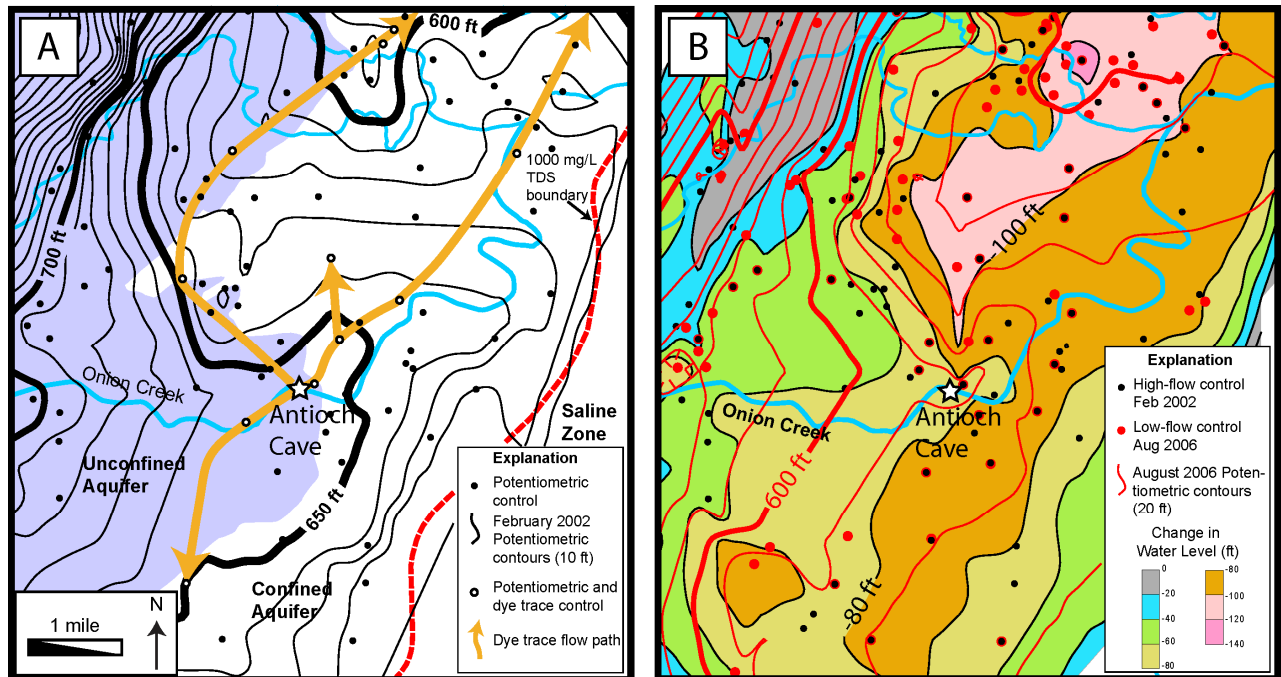 A
600 ft
1000 mg/L
TDS
boundary
700 ft
Onion Creek
Antioch
Cave
Saline
Zone
Unconfined
Aquifer
650 ft
Confined
Aquifer
N
1 mile
Explanation
Potentiometric
control
February 2002
Potentiometric
contours (10 ft)
Potentiometric and
dye trace control
Dye trace flow path
B
-100 ft
Onion Creek
Antioch
Cave
600 ft
-80 ft
Explanation
High-flow control
Feb 2002
Low-flow control
Aug 2006
August 2006 Poten-
tiometric contours
(20 ft)
Change in
Water Level (ft)
0
-20
-40
-60
-80
-80
-100
-120
-140